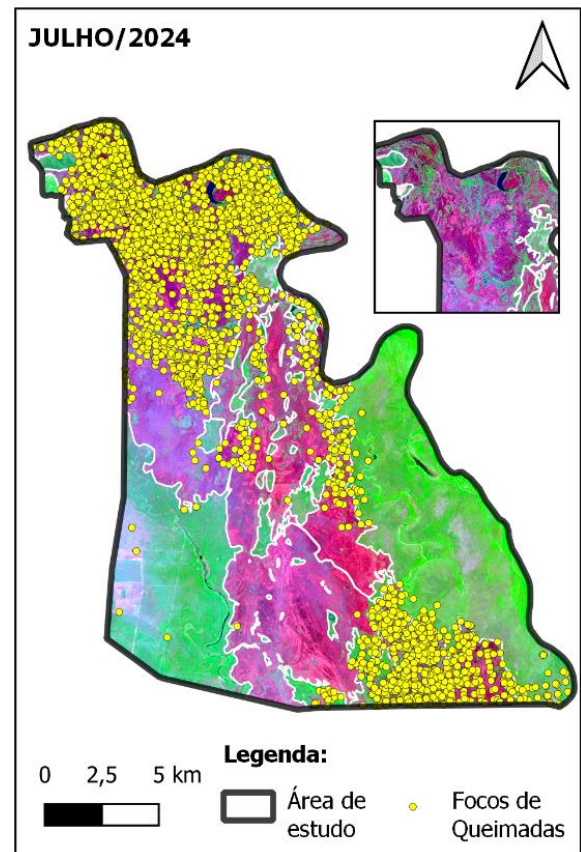 JULHO/2024
Legenda:
0 2,5 5 km
Área de
estudo
Focos de
Queimadas